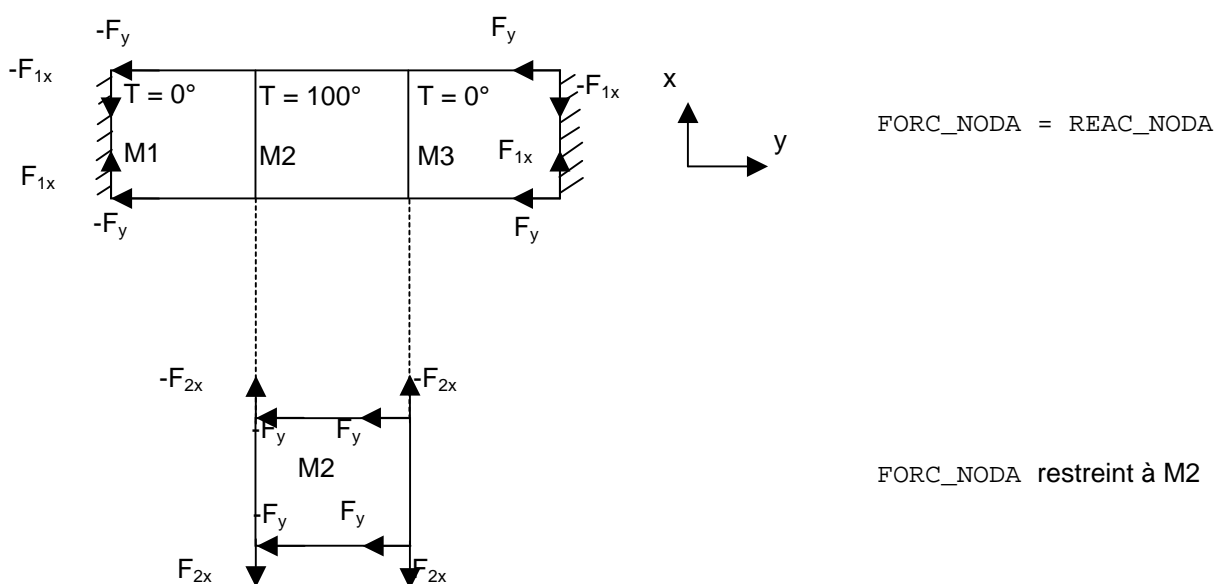 -Fy Fy
-F1x -F1x
T = 0° T = 100° T = 0°
x
FORC_NODA = REAC_NODA
M1 M2 M3 F1x
y
F1x
-Fy Fy
-F2x -F2x
-Fy Fy
M2
FORC_NODA restreint à M2
-Fy Fy
F2x F2x